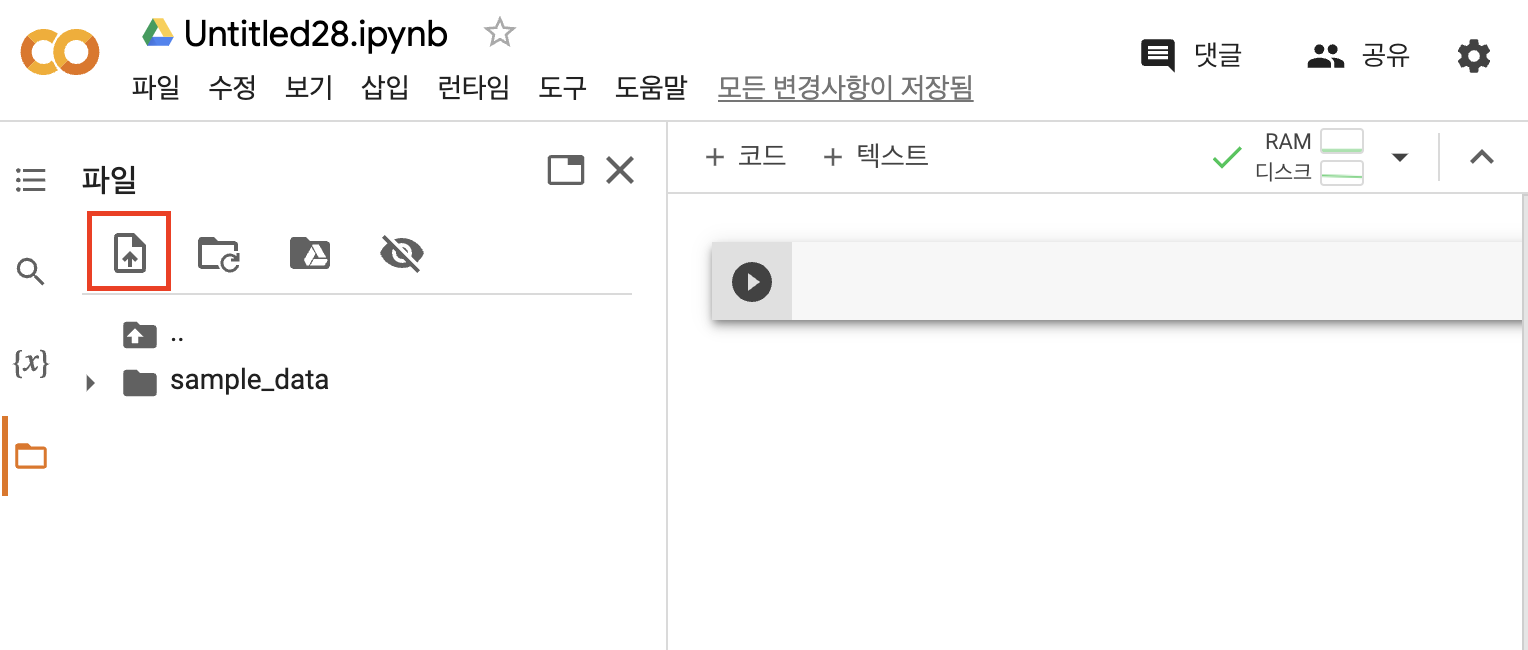 Untitled28.ipynb
파일 수정 보기 삽입 런타임 도구 도움말 모든 변경사항이 저장됨
댓글 공유
파일
..
sample_data
{x}
+ 코드 + 텍스트
RAM
디스크